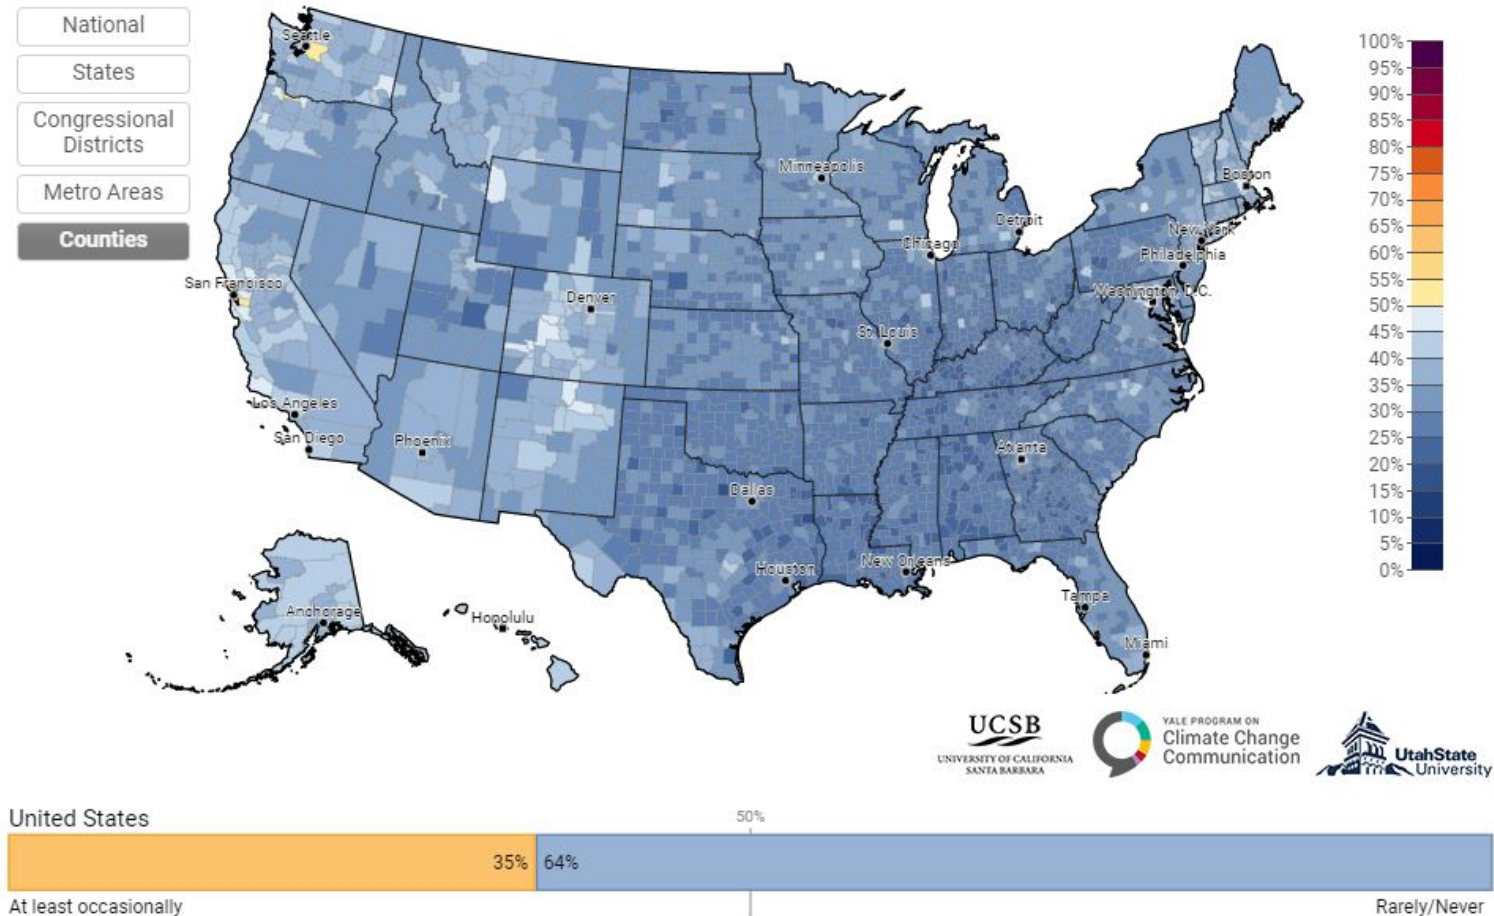 National
States
Congressional
Districts
Metro Areas
Counties
Seattle
Minneapolis
Boston
Detroit
New York
Chicago
Philadelphia
San Francisco
Denver
Washington, D.C.
St. Louis
Los Angeles
San Diego
Phoenix
Atlanta
Dallas
Houston
New Orleans
Tampa
Anchorage
Honolulu
Miami
100%
95%
90%
85%
80%
75%
70%
65%
60%
55%
50%
45%
40%
35%
30%
25%
20%
15%
10%
5%
0%
UCSB
UNIVERSITY OF CALIFORNIA
SANTA BARBARA
YALE PROGRAM ON
Climate Change
Communication
UtahState
University
United States
50%
35%
64%
At least occasionally
Rarely/Never